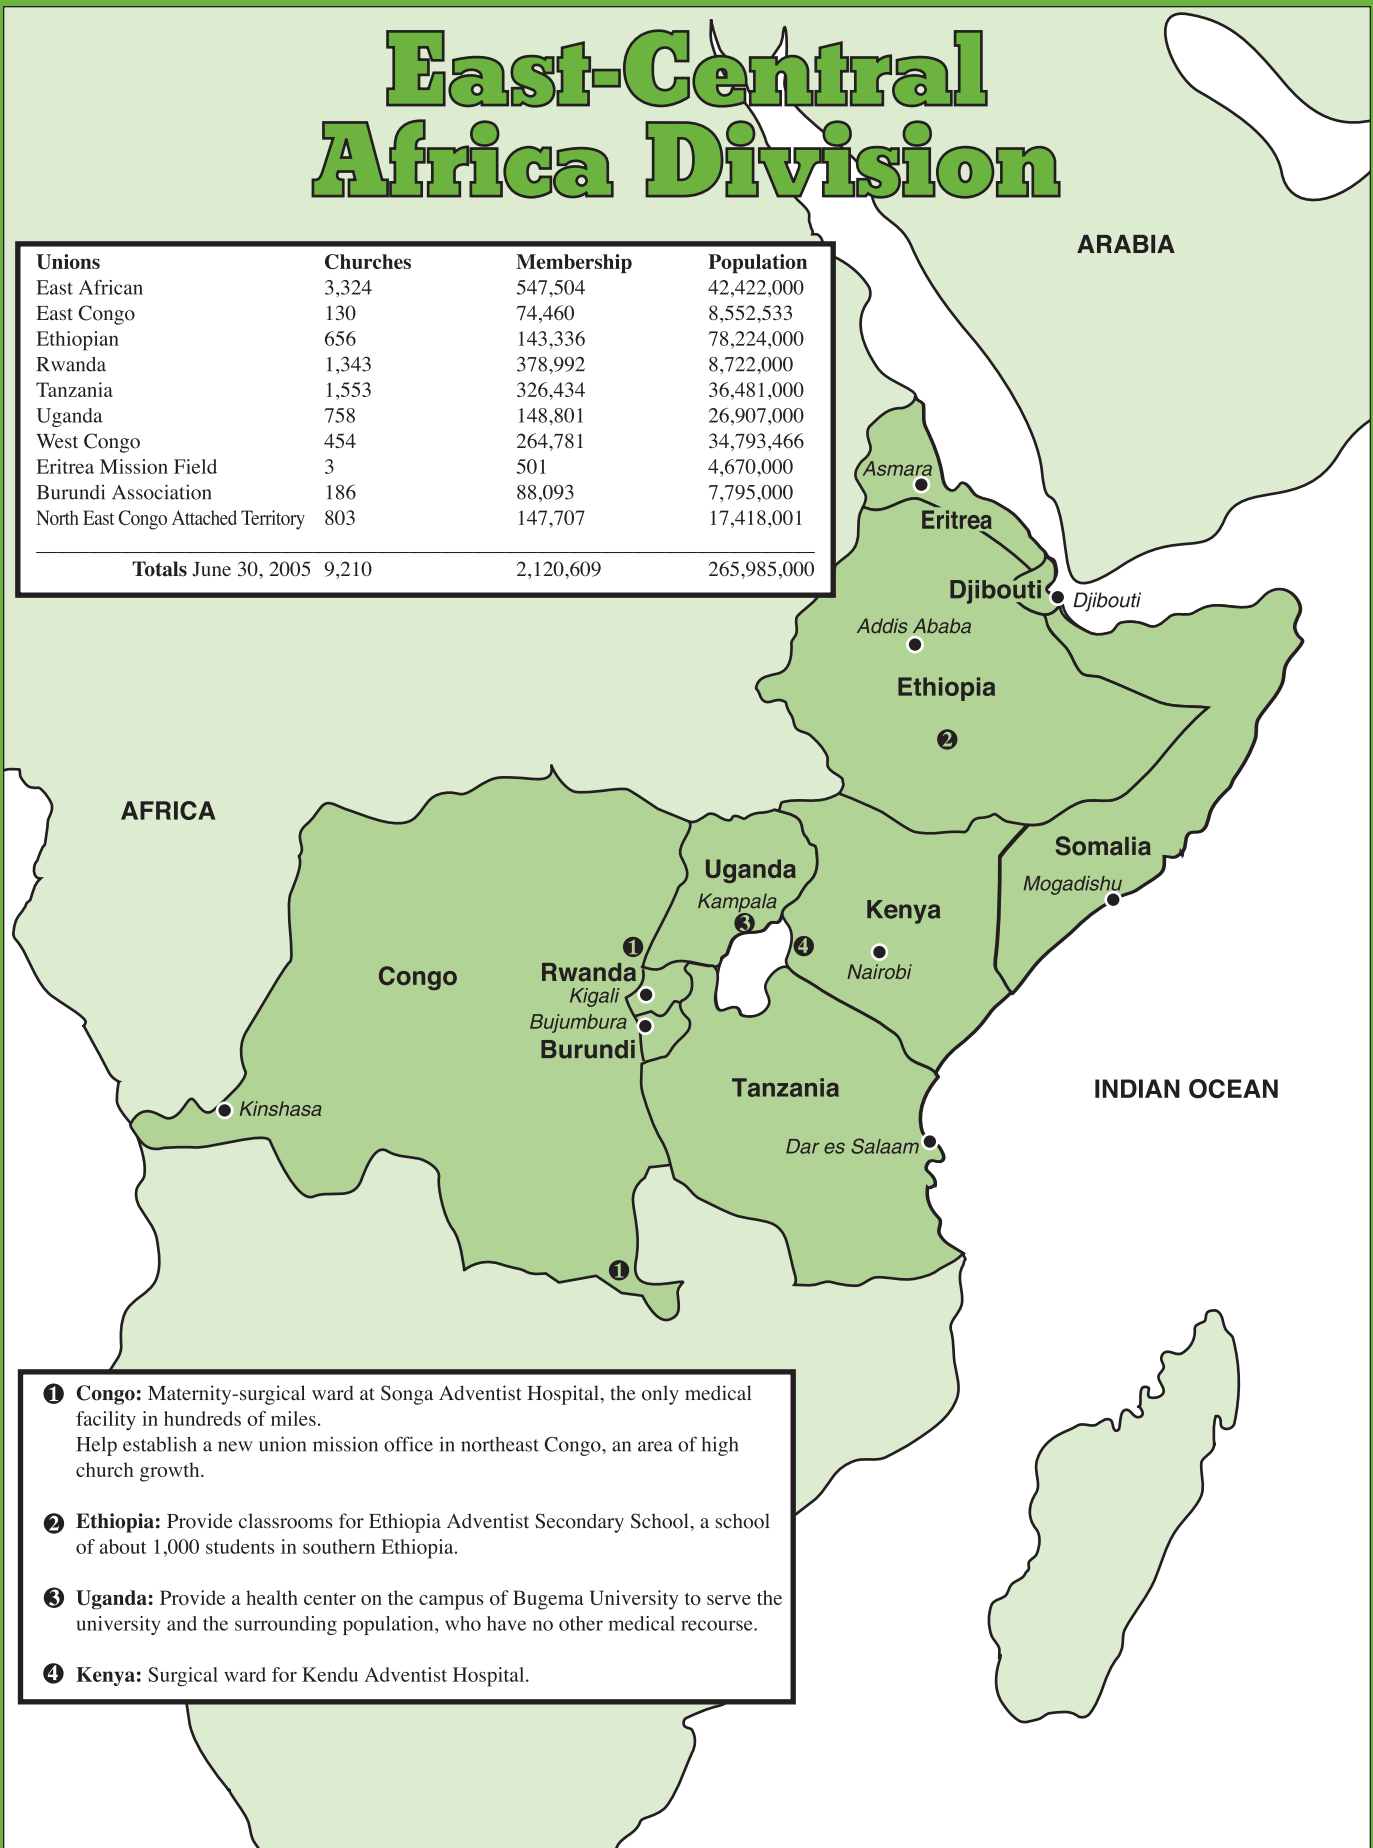 East-Central
Africa Division
ARABIA
Unions Churches Membership Population
East African 3,324 547,504 42,422,000
East Congo 130 74,460 8,552,533
Ethiopian 656 143,336 78,224,000
Rwanda 1,343 378,992 8,722,000
Tanzania 1,553 326,434 36,481,000
Uganda 758 148,801 26,907,000
West Congo 454 264,781 34,793,466
Eritrea Mission Field 3 501 4,670,000
Burundi Association 186 88,093 7,795,000
North East Congo Attached Territory 803 147,707 17,418,001
Totals June 30, 2005 9,210 2,120,609 265,985,000
Asmara
Eritrea
Djibouti
Djibouti
Addis Ababa
Ethiopia
2
AFRICA
Somalia
Uganda
Mogadishu
Kampala
Kenya
3
1
4
Congo
Rwanda
Nairobi
Kigali
Bujumbura
Burundi
Tanzania
INDIAN OCEAN
Kinshasa
Dar es Salaam
1
1 Congo: Maternity-surgical ward at Songa Adventist Hospital, the only medical
facility in hundreds of miles.
Help establish a new union mission office in northeast Congo, an area of high
church growth.
2 Ethiopia: Provide classrooms for Ethiopia Adventist Secondary School, a school
of about 1,000 students in southern Ethiopia.
3 Uganda: Provide a health center on the campus of Bugema University to serve the
university and the surrounding population, who have no other medical recourse.
4 Kenya: Surgical ward for Kendu Adventist Hospital.